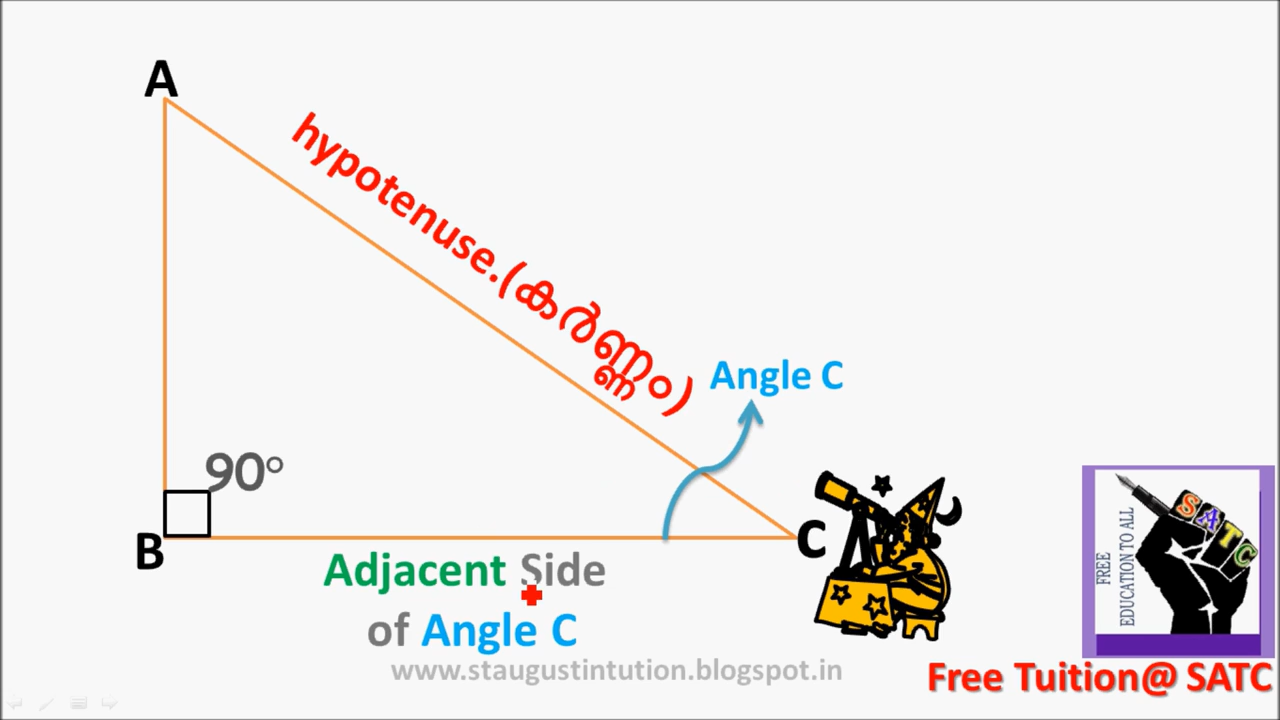 A
hypotenuse.(കർണ്ണം)
Angle C
90°
B
C
Adjacent Side
of Angle C
www.staugustintution.blogspot.in
FREE
EDUCATION TO ALL
SATC
Free Tuition@ SATC